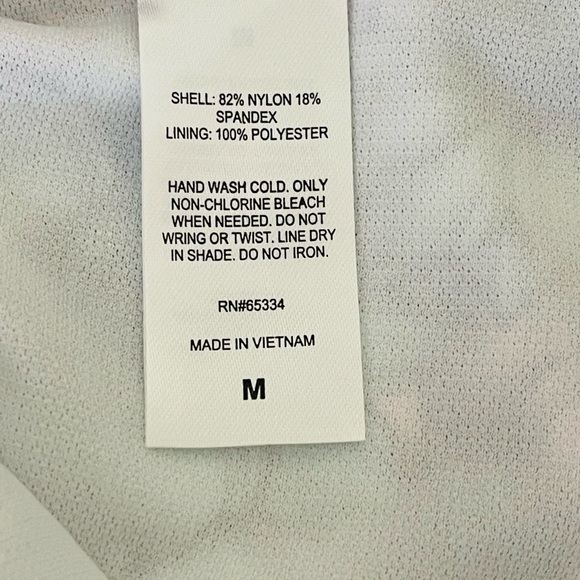 SHELL: 82% NYLON 18%
SPANDEX
LINING: 100% POLYESTER
HAND WASH COLD. ONLY
NON-CHLORINE BLEACH
WHEN NEEDED. DO NOT
WRING OR TWIST. LINE DRY
IN SHADE. DO NOT IRON.
RN#65334
MADE IN VIETNAM
M